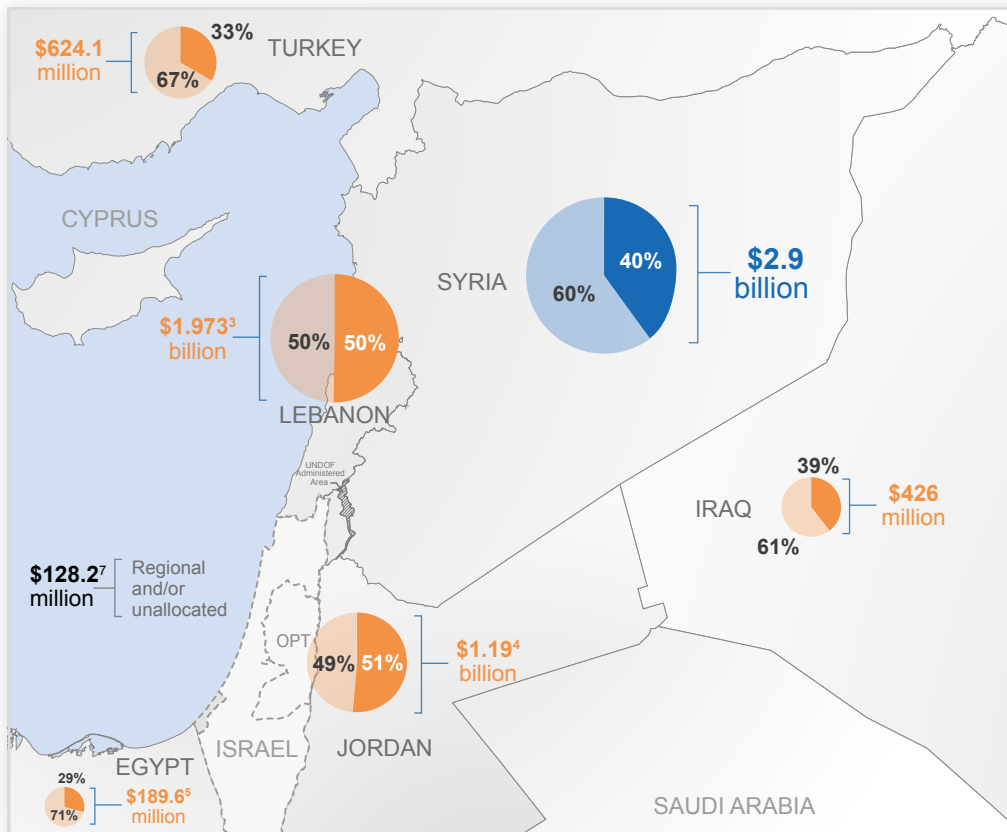 33%
$624.1
million
67%
TURKEY
CYPRUS
SYRIA
40%
60%
$2.9
billion
$1.973³
billion
50%
50%
LEBANON
UNDOF
Administered
Area
39%
IRAQ
61%
$426
million
$128.2⁷
million
Regional
and/or
unallocated
OPT
49%
51%
$1.19⁴
billion
ISRAEL
JORDAN
EGYPT
29%
71%
$189.6⁵
million
SAUDI ARABIA